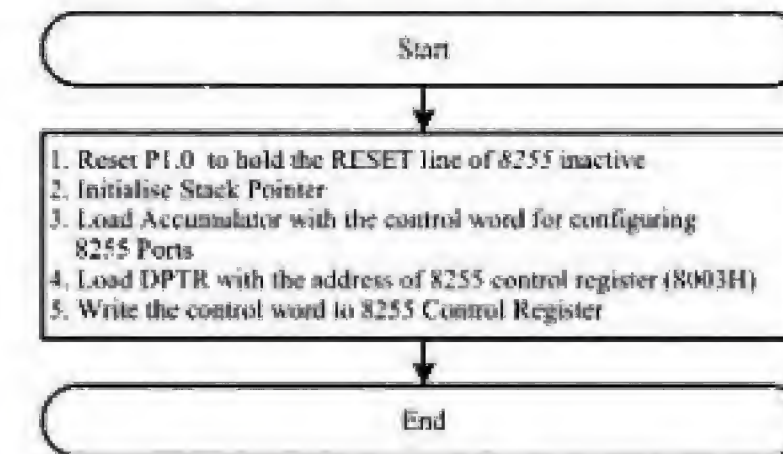 Start
1. Reset P1.0 to hold the RESET line of 8255 inactive
2. Initialise Stack Pointer
3. Load Accumulator with the control word for configuring
8255 Ports
4. Load DPTR with the address of 8255 control register (8003H)
5. Write the control word to 8255 Control Register
End